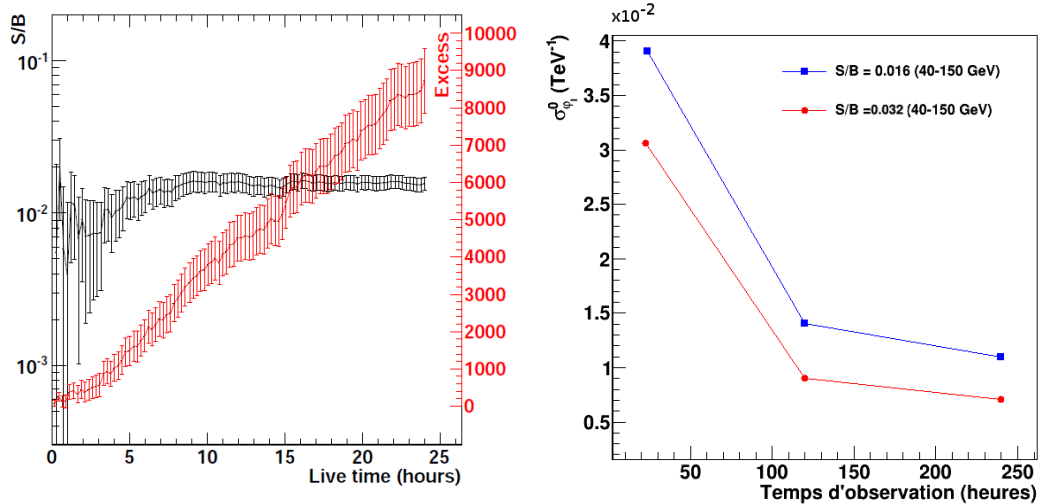 S/B
10⁻¹
10⁻²
10⁻³
Excess
10000
9000
8000
7000
6000
5000
4000
3000
2000
1000
0
0 5 10 15 20 25
Live time (hours)
×10⁻²
σ_φₗ⁰ (TeV⁻¹)
4
3.5
3
2.5
2
1.5
1
0.5
S/B = 0.016 (40-150 GeV)
S/B =0.032 (40-150 GeV)
50 100 150 200 250
Temps d'observation (heures)